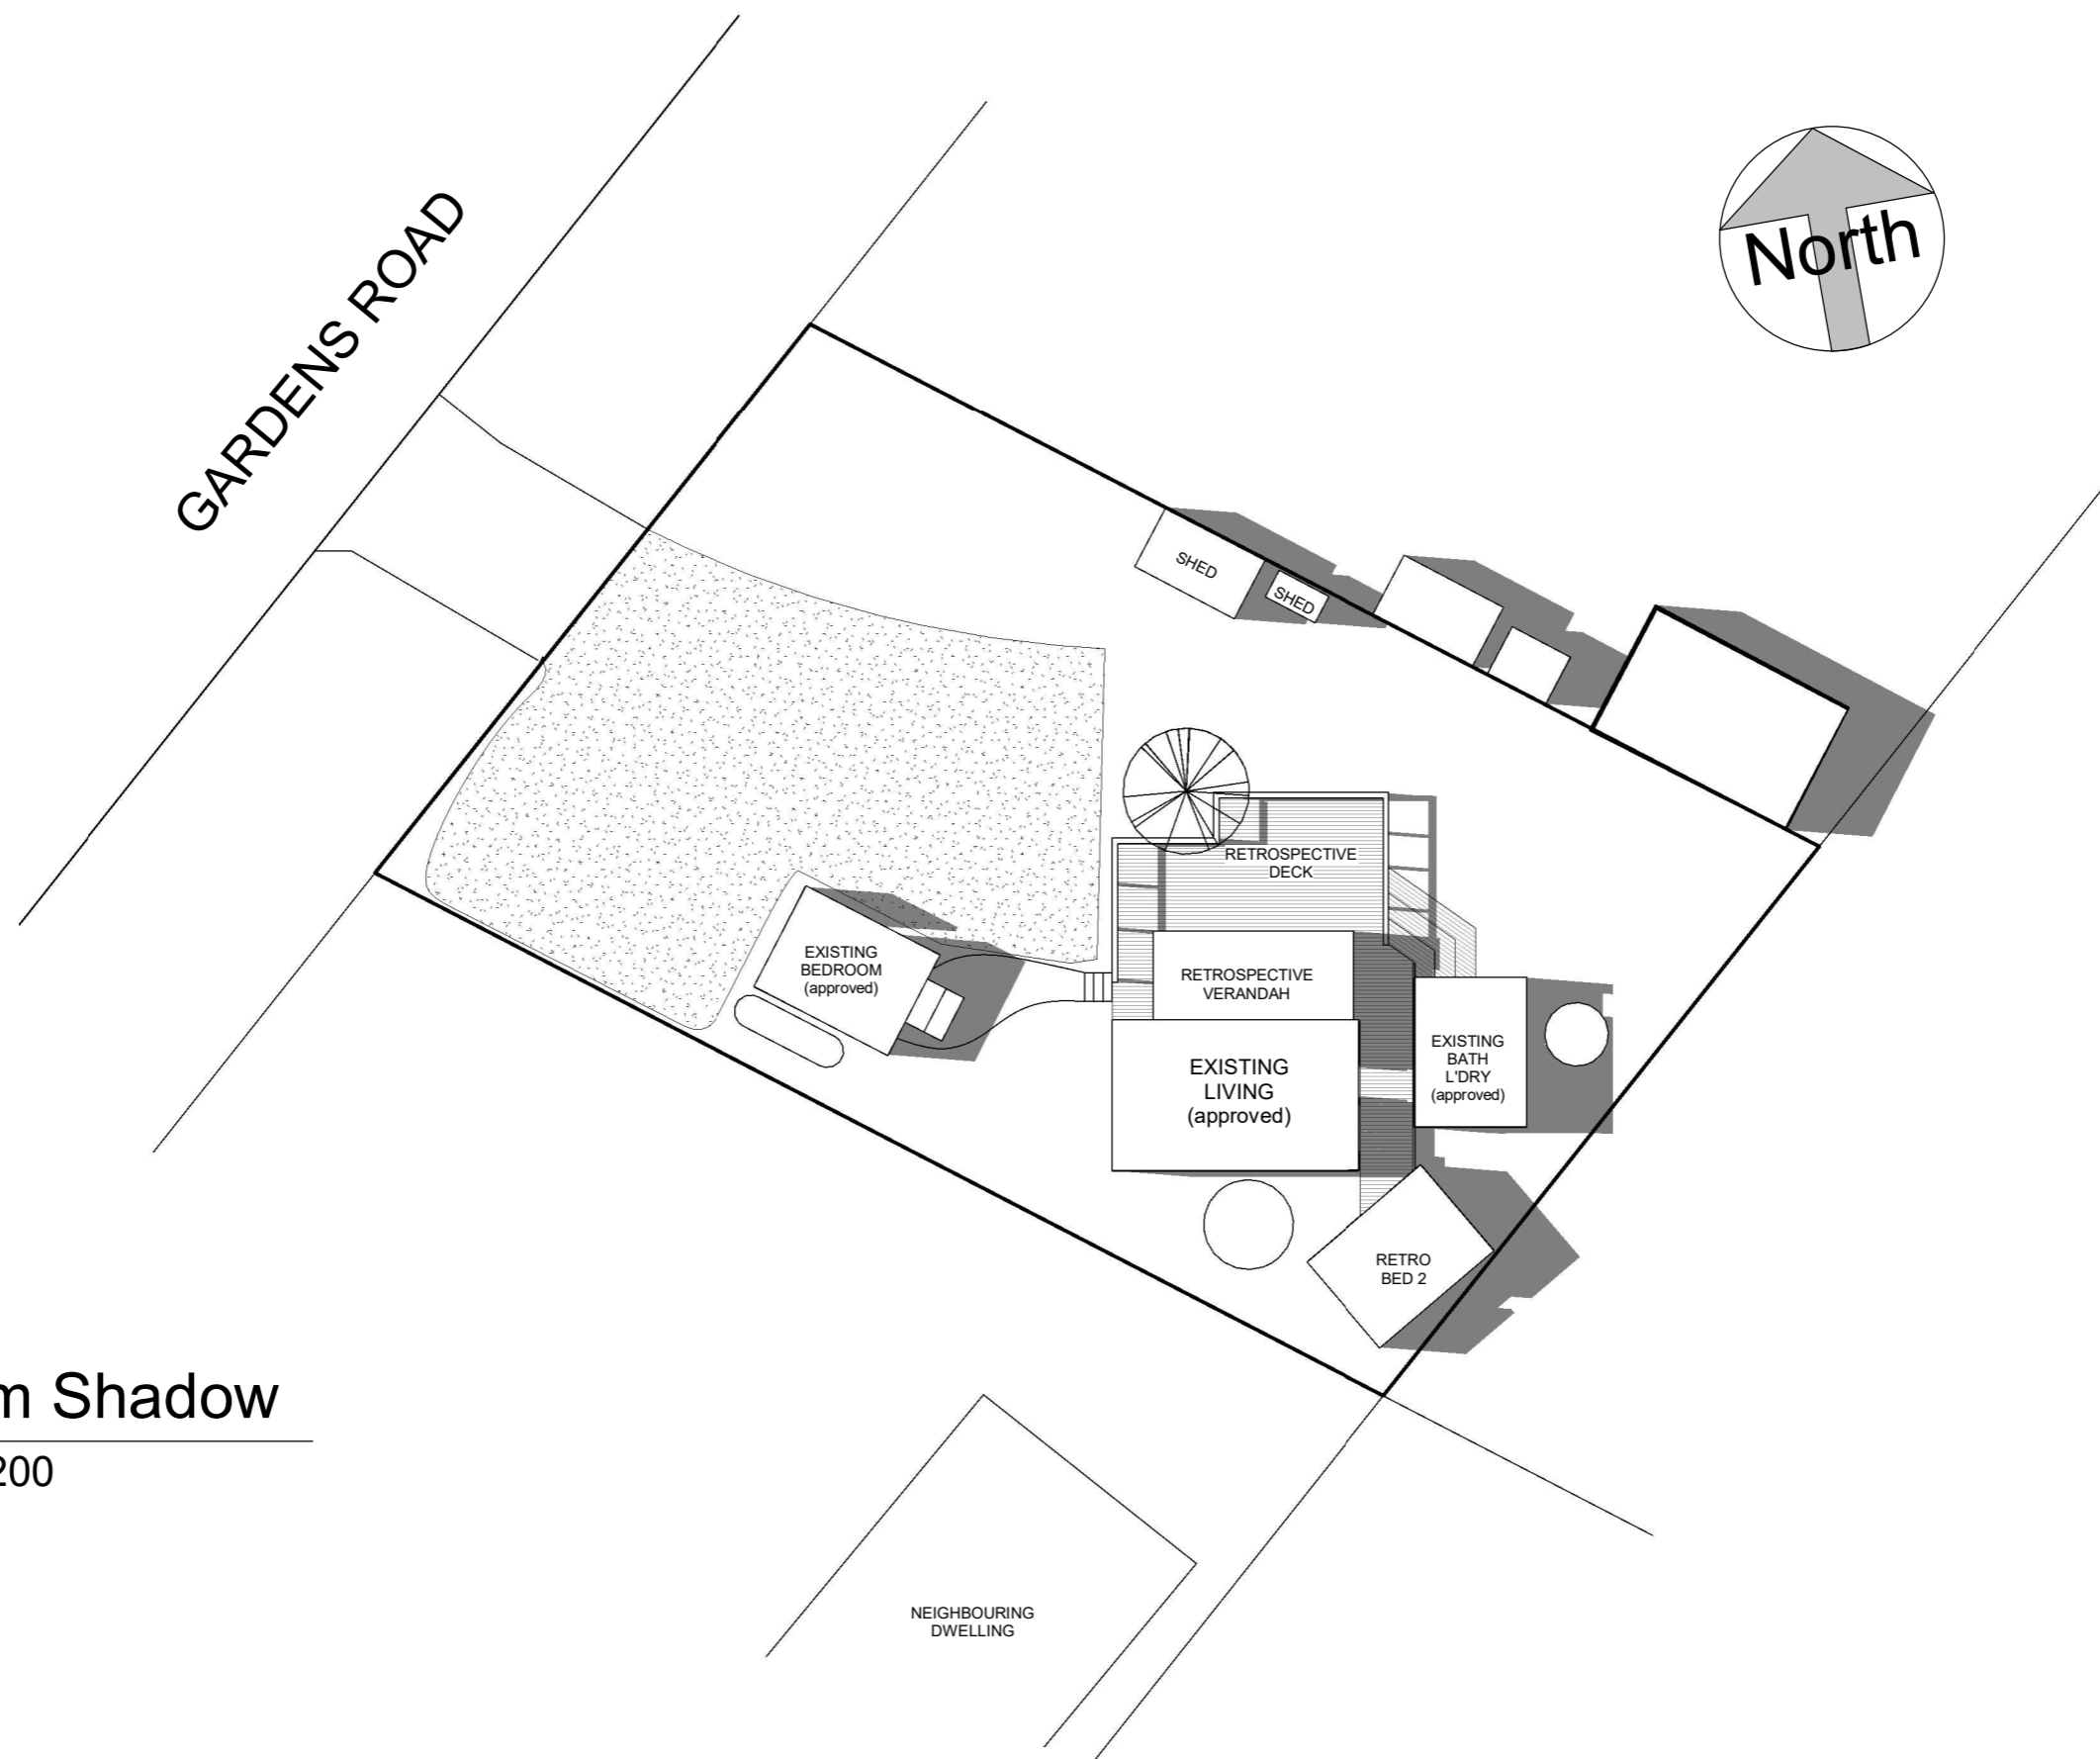 GARDENS ROAD
North
SHED
SHED
RETROSPECTIVE
DECK
EXISTING
BEDROOM
(approved)
RETROSPECTIVE
VERANDAH
EXISTING
LIVING
(approved)
EXISTING
BATH
L'DRY
(approved)
RETRO
BED 2
m Shadow
200
NEIGHBOURING
DWELLING